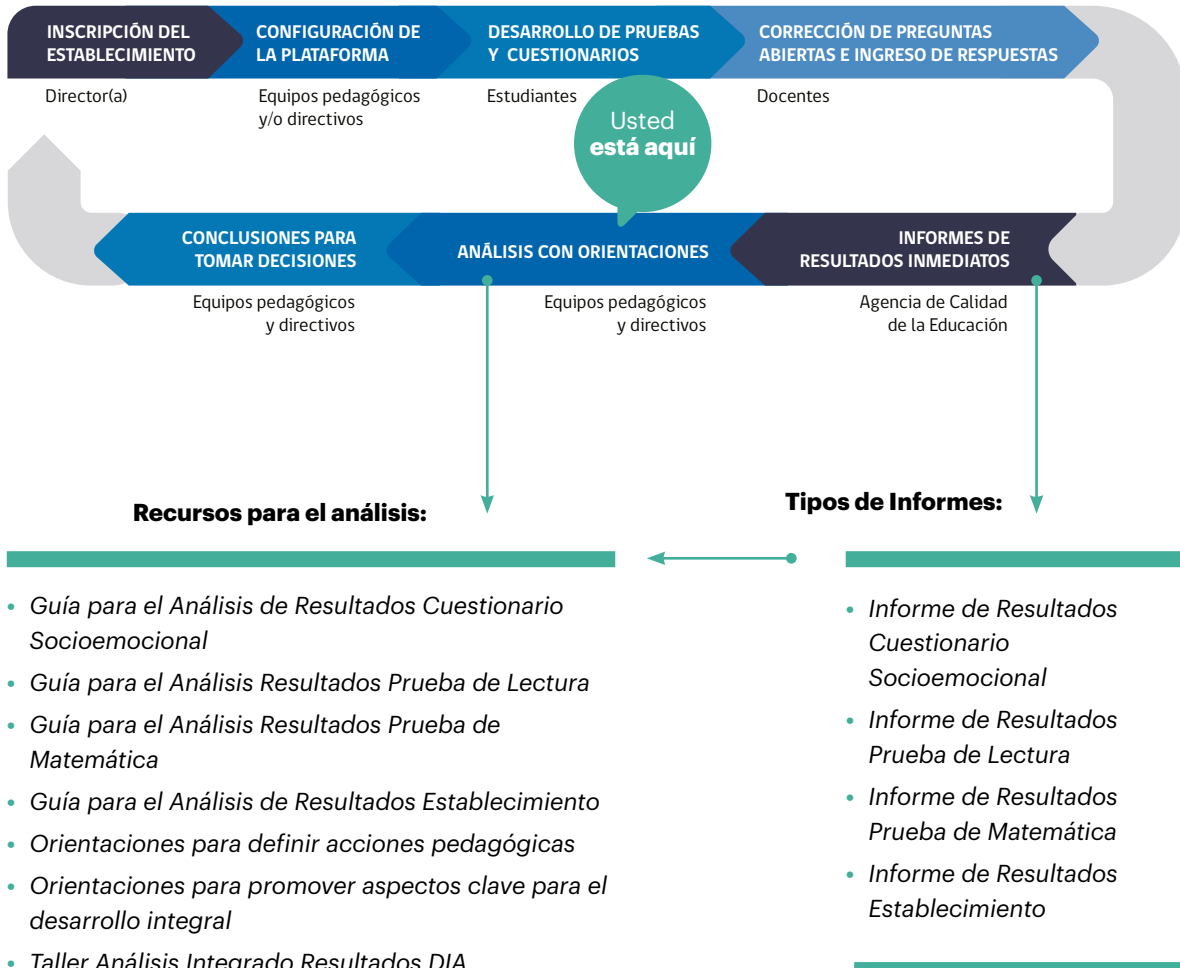 INSCRIPCIÓN DEL
ESTABLECIMIENTO
CONFIGURACIÓN DE
LA PLATAFORMA
DESARROLLO DE PRUEBAS
Y CUESTIONARIOS
CORRECCIÓN DE PREGUNTAS
ABIERTAS E INGRESO DE RESPUESTAS
Director(a)
Equipos pedagógicos
y/o directivos
Estudiantes
Docentes
Usted
está aquí
CONCLUSIONES PARA
TOMAR DECISIONES
ANÁLISIS CON ORIENTACIONES
INFORMES DE
RESULTADOS INMEDIATOS
Equipos pedagógicos
y directivos
Equipos pedagógicos
y directivos
Agencia de Calidad
de la Educación
Recursos para el análisis:
• Guía para el Análisis de Resultados Cuestionario
Socioemocional
• Guía para el Análisis Resultados Prueba de Lectura
• Guía para el Análisis Resultados Prueba de
Matemática
• Guía para el Análisis de Resultados Establecimiento
• Orientaciones para definir acciones pedagógicas
• Orientaciones para promover aspectos clave para el
desarrollo integral
• Taller Análisis Integrado Resultados DIA
Tipos de Informes:
• Informe de Resultados
Cuestionario
Socioemocional
• Informe de Resultados
Prueba de Lectura
• Informe de Resultados
Prueba de Matemática
• Informe de Resultados
Establecimiento